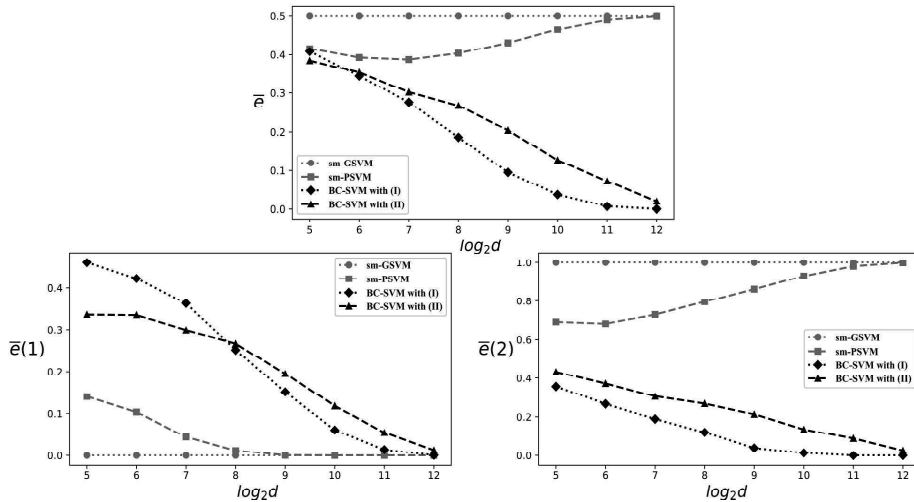 0.5
0.4
0.3
0.2
0.1
0.0
e̅
sm-GSVM
sm-PSVM
BC-SVM with (I)
BC-SVM with (II)
5 6 7 8 9 10 11 12
log₂d
0.4
0.3
0.2
0.1
0.0
e̅(1)
sm-GSVM
sm-PSVM
BC-SVM with (I)
BC-SVM with (II)
5 6 7 8 9 10 11 12
log₂d
1.0
0.8
0.6
0.4
0.2
0.0
e̅(2)
sm-GSVM
sm-PSVM
BC-SVM with (I)
BC-SVM with (II)
5 6 7 8 9 10 11 12
log₂d